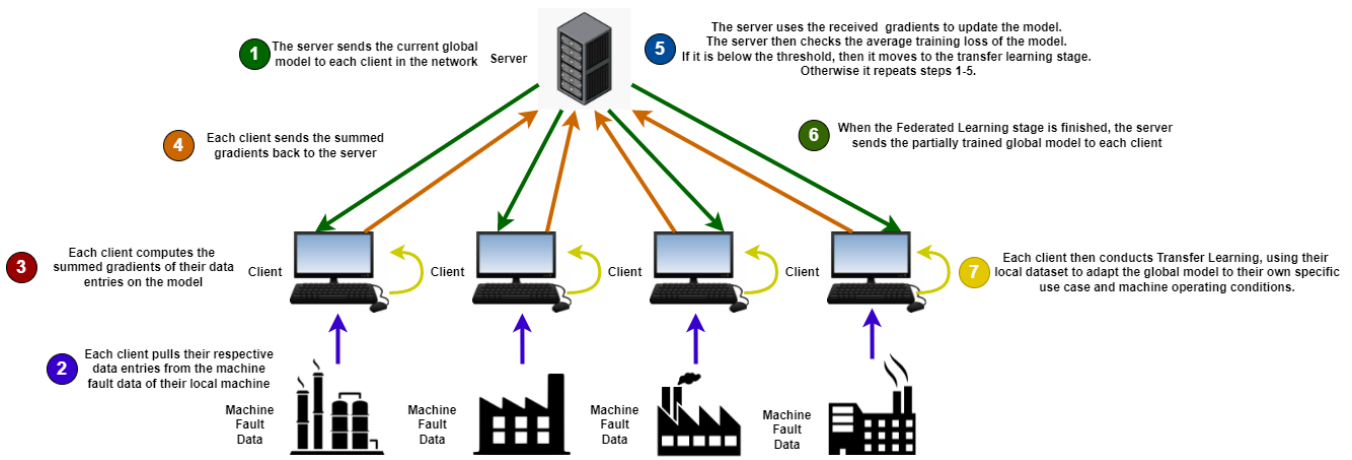 1
The server sends the current global
model to each client in the network
Server
5
The server uses the received gradients to update the model.
The server then checks the average training loss of the model.
If it is below the threshold, then it moves to the transfer learning stage.
Otherwise it repeats steps 1-5.
4
Each client sends the summed
gradients back to the server
6
When the Federated Learning stage is finished, the server
sends the partially trained global model to each client
3
Each client computes the
summed gradients of their data
entries on the model
Client
Client
Client
Client
7
Each client then conducts Transfer Learning, using their
local dataset to adapt the global model to their own specific
use case and machine operating conditions.
2
Each client pulls their respective
data entries from the machine
fault data of their local machine
Machine
Fault
Data
Machine
Fault
Data
Machine
Fault
Data
Machine
Fault
Data